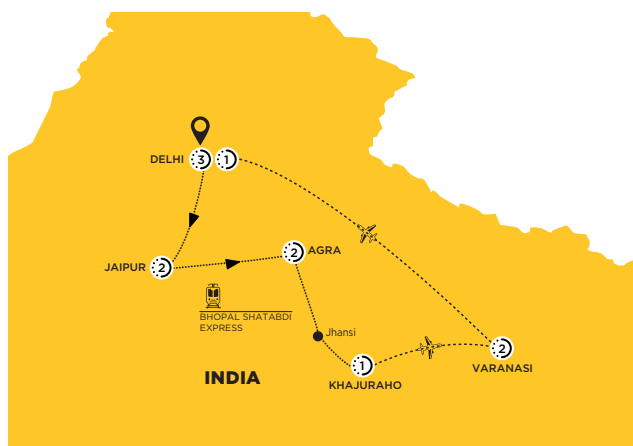 DELHI 3 1
JAIPUR 2
2 AGRA
BHOPAL SHATABDI
EXPRESS
Jhansi
INDIA
1
KHAJURAHO
2
VARANASI